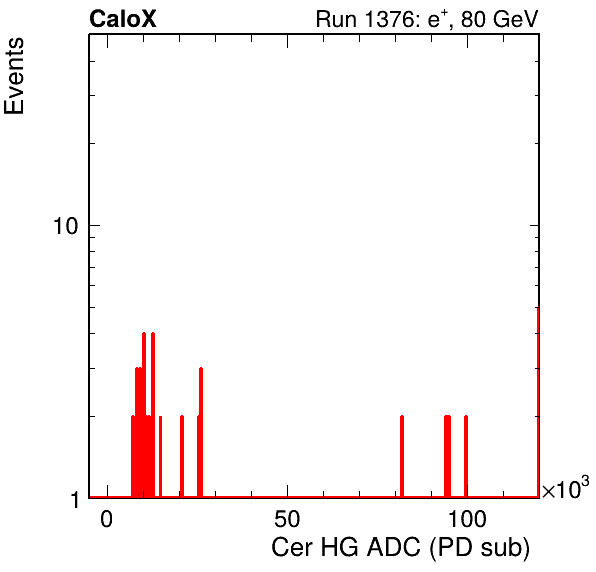 CaloX Run 1376: e⁺, 80 GeV
Events
10
1
0 50 100 ×10³
Cer HG ADC (PD sub)